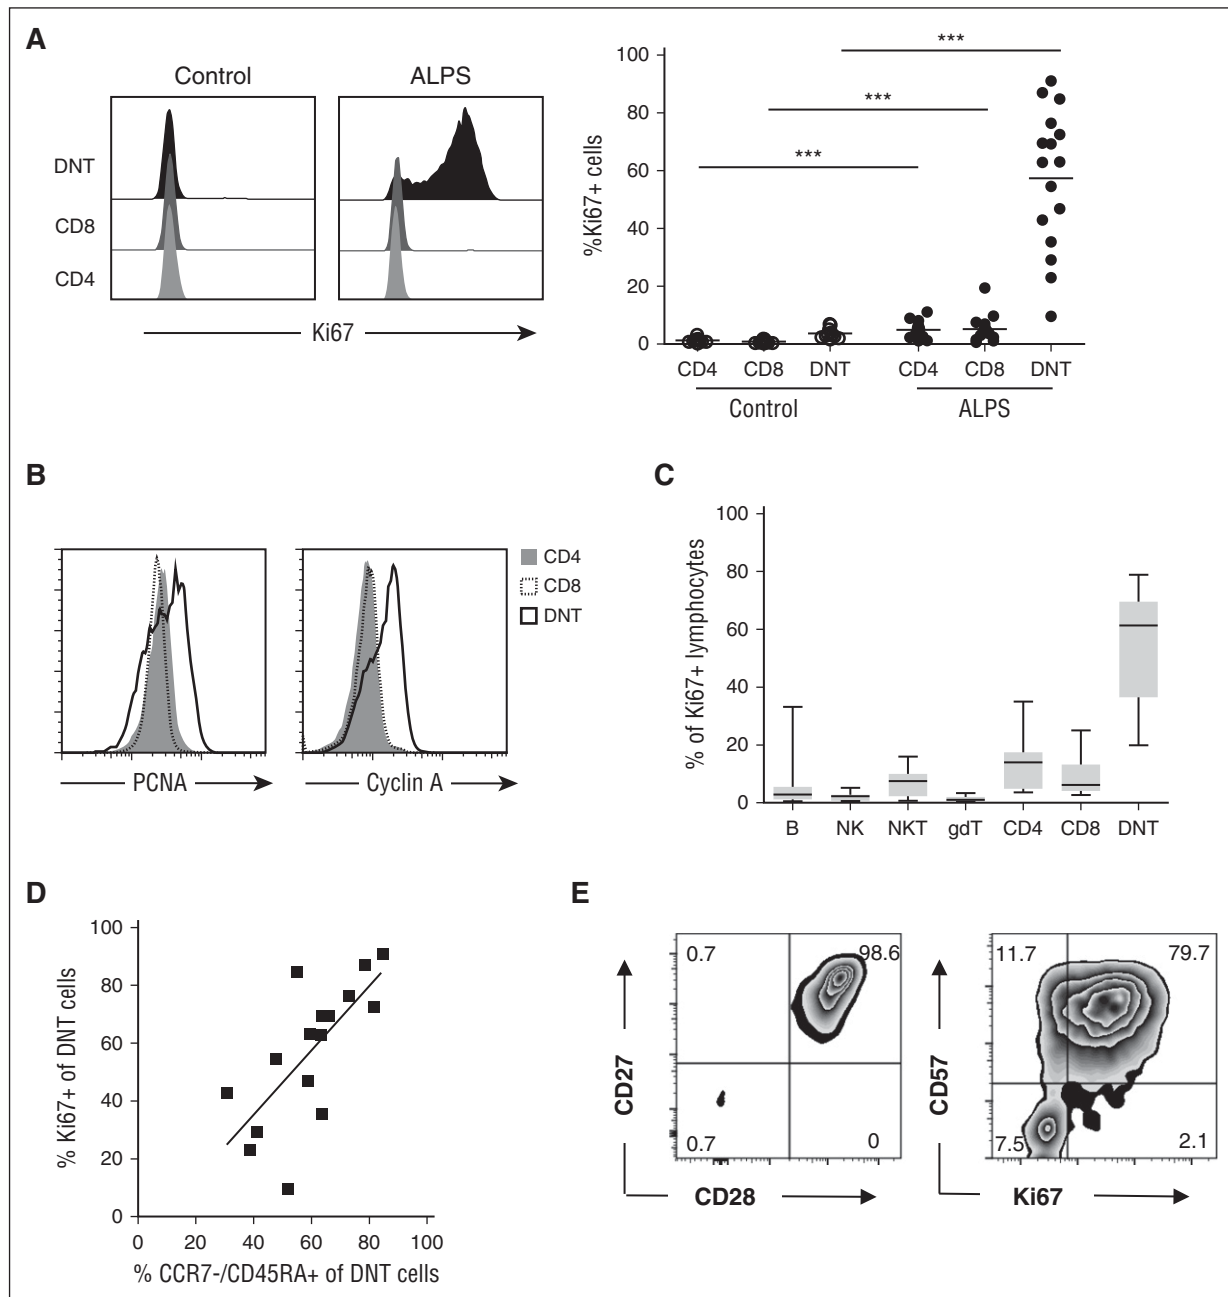 A
Control ALPS
DNT
CD8
CD4
Ki67
%Ki67+ cells
100
80
60
40
20
0
***
***
***
CD4 CD8 DNT CD4 CD8 DNT
Control ALPS
B
PCNA
Cyclin A
CD4
CD8
DNT
C
% of Ki67+ lymphocytes
100
80
60
40
20
0
B NK NKT gdT CD4 CD8 DNT
D
% Ki67+ of DNT cells
100
80
60
40
20
0
0 20 40 60 80 100
% CCR7-/CD45RA+ of DNT cells
E
CD27
0.7 98.6
0.7 0
CD28
CD57
11.7 79.7
7.5 2.1
Ki67